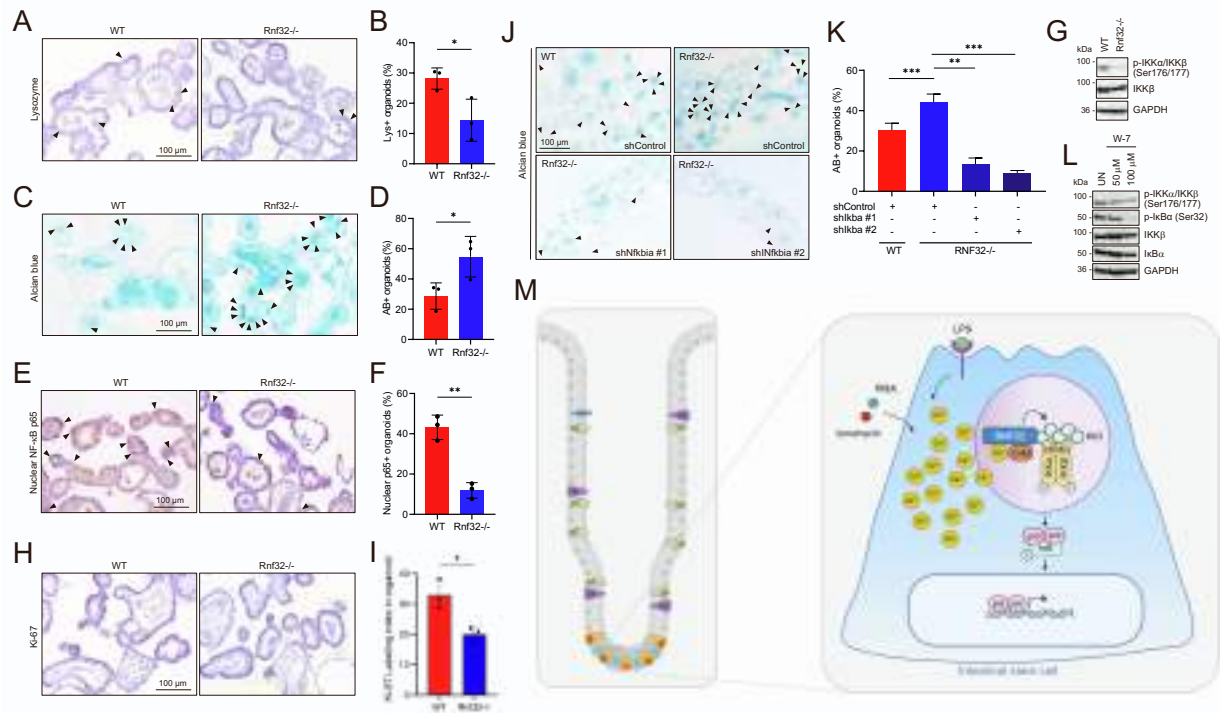 A
WT
Rnf32-/-
Lysozyme
100 µm
B
*
Lys+ organoids (%)
40
30
20
10
0
WT
Rnf32-/-
C
WT
Rnf32-/-
Alcian blue
100 µm
D
*
AB+ organoids (%)
80
60
40
20
0
WT
Rnf32-/-
E
WT
Rnf32-/-
Nuclear NF-κB p65
100 µm
F
**
Nuclear p65+ organoids (%)
60
40
20
0
WT
Rnf32-/-
H
WT
Rnf32-/-
Ki-67
100 µm
I
WT
J
WT
Rnf32-/-
Alcian blue
100 µm
shControl
shControl
Rnf32-/-
Rnf32-/-
shNfkbia #1
shINfkbia #2
K
***
**
***
AB+ organoids (%)
60
40
20
0
shControl + + - -
shIkba #1 - - + -
shIkba #2 - - - +
WT
RNF32-/-
G
kDa
WT
Rnf32-/-
100
p-IKKα/IKKβ
(Ser176/177)
100
IKKβ
36
GAPDH
L
W-7
kDa
UN
50 µM
100 µM
100
p-IKKα/IKKβ
(Ser176/177)
50
p-IκBα (Ser32)
100
IKKβ
50
IκBα
36
GAPDH
M
LPS
Intestinal stem cell